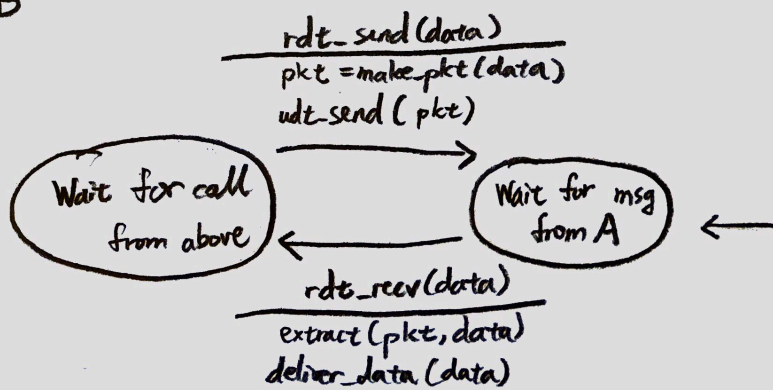 B
rdt_send(data)
pkt = make_pkt(data)
udt_send(pkt)
Wait for call
from above
Wait for msg
from A
rdt_rcev(data)
extract(pkt, data)
deliver_data(data)